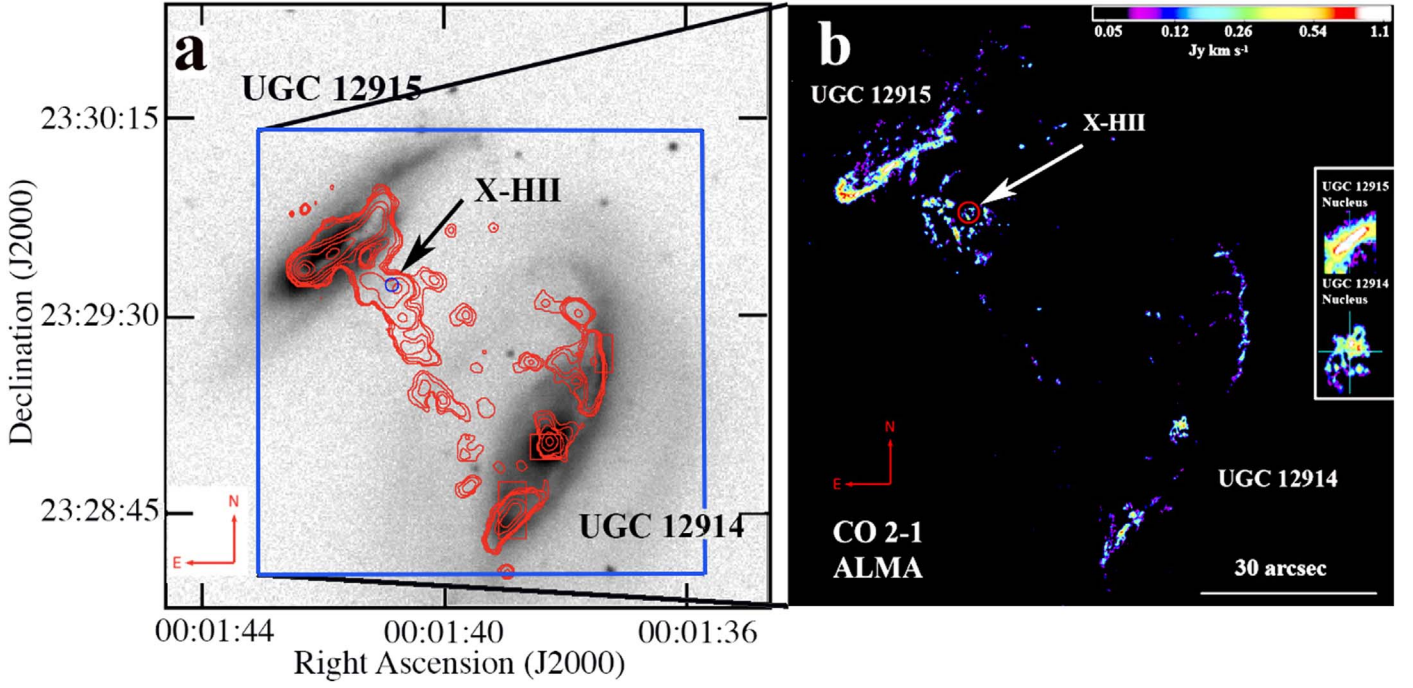 a
UGC 12915
X-HII
UGC 12914
N
E
23:30:15
23:29:30
23:28:45
Declination (J2000)
00:01:44
00:01:40
00:01:36
Right Ascension (J2000)
b
0.05
0.12
0.26
0.54
1.1
Jy km s⁻¹
UGC 12915
X-HII
UGC 12915
Nucleus
UGC 12914
Nucleus
N
E
UGC 12914
CO 2-1
ALMA
30 arcsec